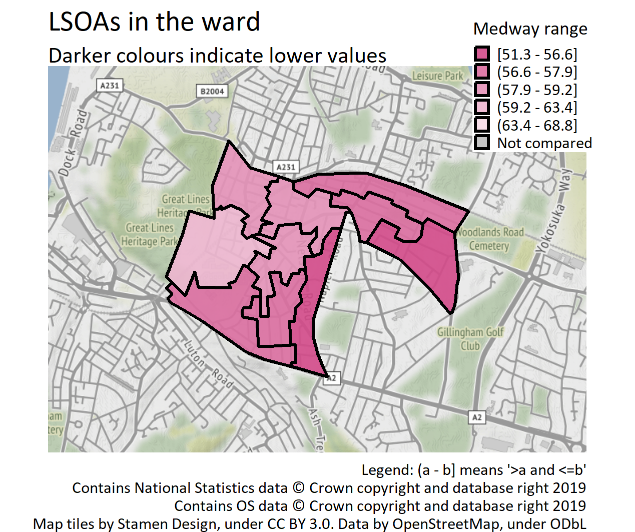 LSOAs in the ward
Darker colours indicate lower values
Medway range
[51.3 - 56.6]
(56.6 - 57.9]
(57.9 - 59.2]
(59.2 - 63.4]
(63.4 - 68.8]
Not compared
A231
B2004
Leisure Park
Dock Road
A231
Great Lines
Great Lines
Heritage Park
Woodlands Road
Cemetery
Yokosuka Way
Road
Gillingham Golf
Club
Luton Road
A2
A2
Legend: (a - b] means '>a and <=b'
Contains National Statistics data © Crown copyright and database right 2019
Contains OS data © Crown copyright and database right 2019
Map tiles by Stamen Design, under CC BY 3.0. Data by OpenStreetMap, under ODbL